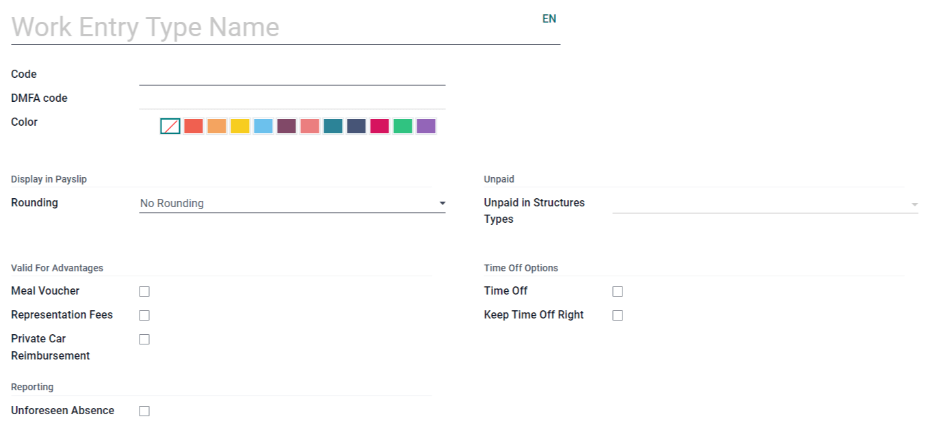 Work Entry Type Name EN
Code
DMFA code
Color
Display in Payslip
Rounding No Rounding
Unpaid
Unpaid in Structures
Types
Valid For Advantages
Meal Voucher
Representation Fees
Private Car
Reimbursement
Time Off Options
Time Off
Keep Time Off Right
Reporting
Unforeseen Absence